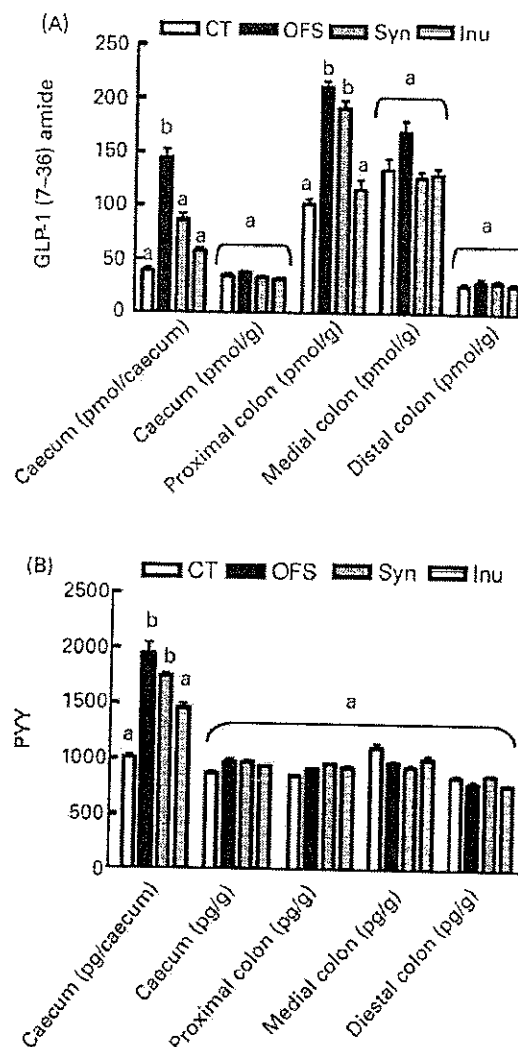 (A)
CT OFS Syn Inu
GLP-1 (7–36) amide
250
200
150
100
50
0
a b a a
a
a b b a
a
a
Caecum (pmol/caecum)
Caecum (pmol/g)
Proximal colon (pmol/g)
Medial colon (pmol/g)
Distal colon (pmol/g)
(B)
CT OFS Syn Inu
PYY
2500
2000
1500
1000
500
0
a b b a
a
Caecum (pg/caecum)
Caecum (pg/g)
Proximal colon (pg/g)
Medial colon (pg/g)
Diestal colon (pg/g)